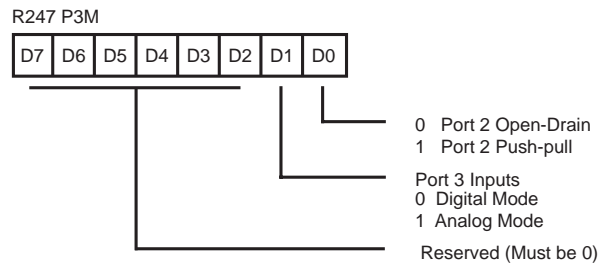 R247 P3M
D7 D6 D5 D4 D3 D2 D1 D0
0 Port 2 Open-Drain
1 Port 2 Push-pull
Port 3 Inputs
0 Digital Mode
1 Analog Mode
Reserved (Must be 0)